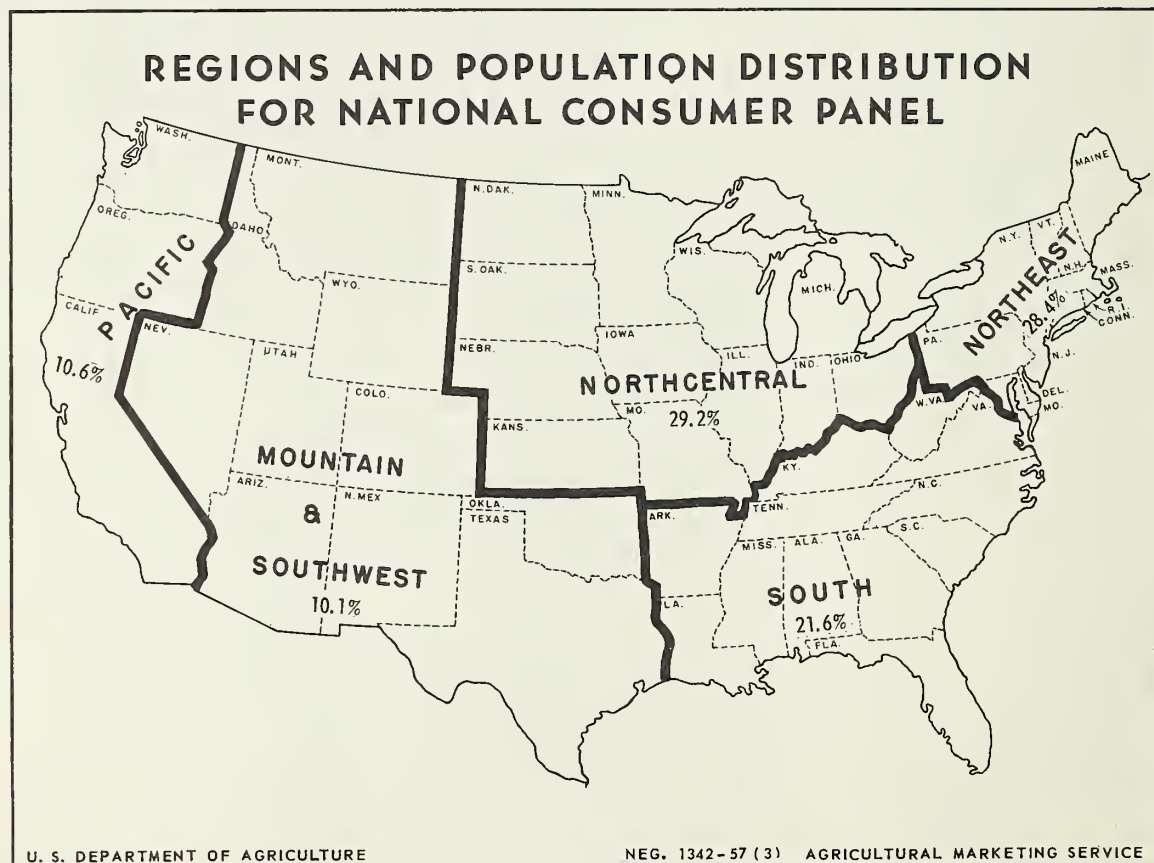 REGIONS AND POPULATION DISTRIBUTION
FOR NATIONAL CONSUMER PANEL
WASH.
MONT.
N.DAK.
MINN.
MAINE
OREG.
IDAHO
S.DAK.
WIS.
MICH.
N.Y.
VT.
N.H.
MASS.
R.I.
CONN.
PACIFIC
10.6%
CALIF
NEV.
WYO.
UTAH
COLO.
NEBR.
IOWA
ILL.
IND.
OHIO
PA.
N.J.
DEL.
MO.
NORTHEAST
28.4%
NORTHCENTRAL
29.2%
KANS.
MO.
KY.
W.VA.
VA.
MOUNTAIN
&
SOUTHWEST
10.1%
ARIZ.
N.MEX
OKLA.
TEXAS
ARK.
TENN.
N.C.
S.C.
MISS.
ALA.
GA.
LA.
FLA.
SOUTH
21.6%
U. S. DEPARTMENT OF AGRICULTURE
NEG. 1342-57 (3) AGRICULTURAL MARKETING SERVICE